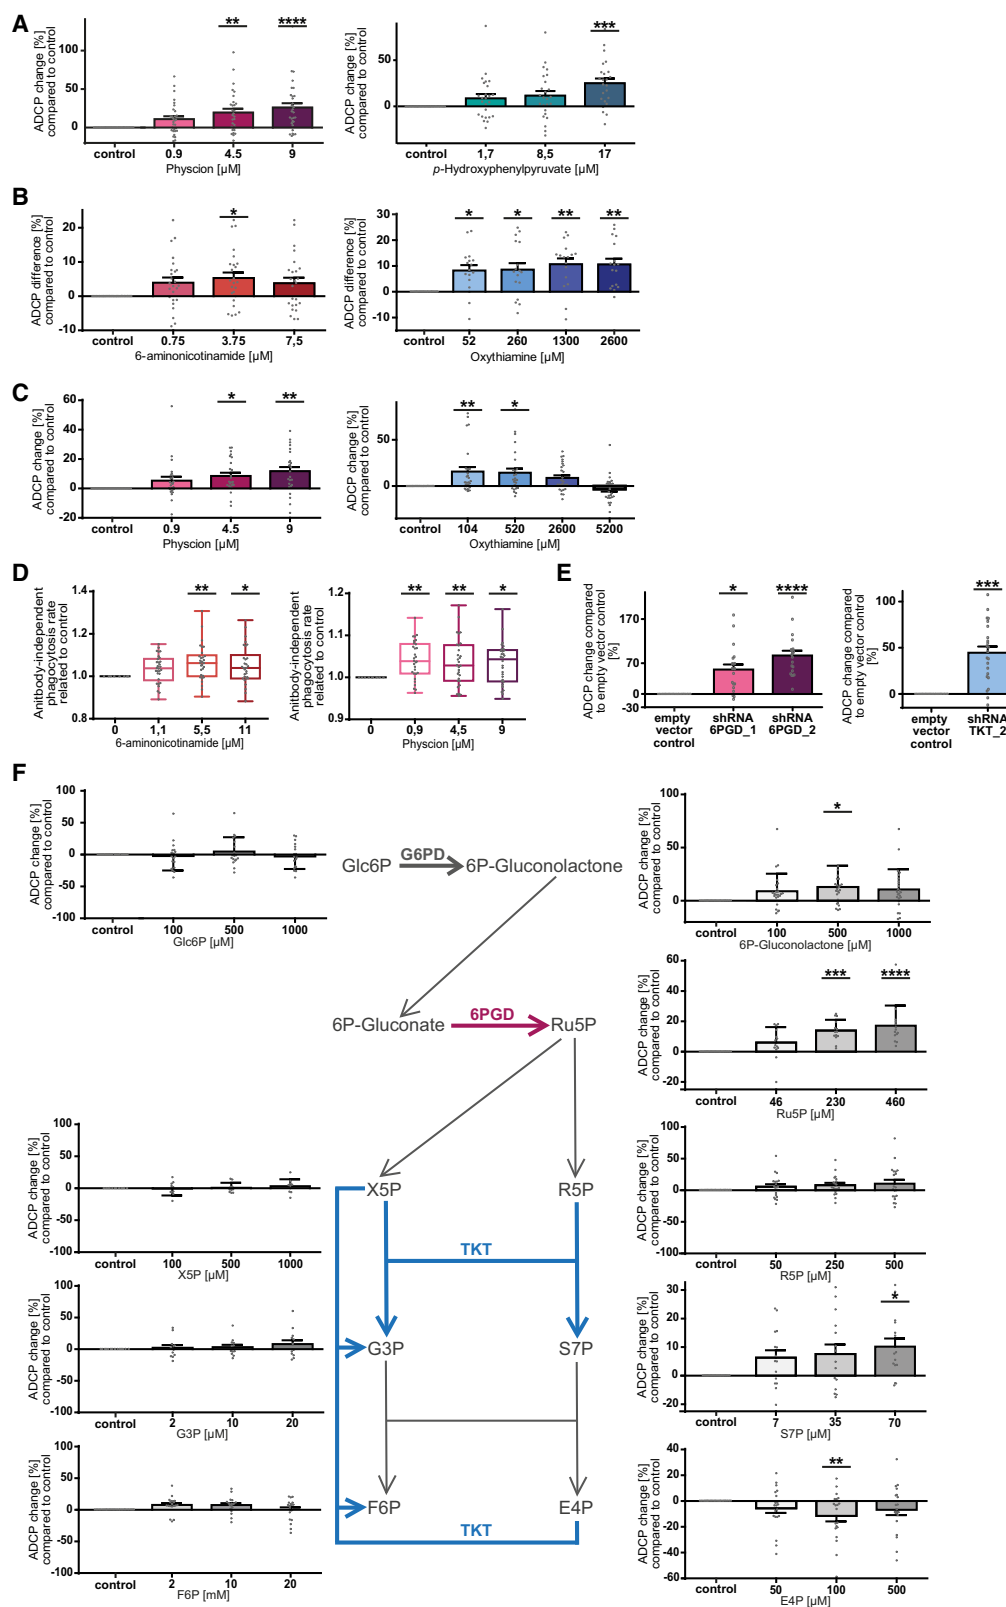 A
ADCP change [%]
compared to control
100
50
0
**
****
control
0.9
4.5
9
Physcion [µM]
ADCP change [%]
compared to control
50
0
***
control
1,7
8,5
17
p-Hydroxyphenylpyruvate [µM]
B
ADCP difference [%]
compared to control
20
10
0
-10
*
control
0.75
3.75
7,5
6-aminonicotinamide [µM]
ADCP difference [%]
compared to control
30
20
10
0
-10
*
*
**
**
control
52
260
1300
2600
Oxythiamine [µM]
C
ADCP change [%]
compared to control
60
40
20
0
-20
*
**
control
0.9
4.5
9
Physcion [µM]
ADCP change [%]
compared to control
50
0
**
*
control
104
520
2600
5200
Oxythiamine [µM]
D
Anitbody-independent
phagocytosis rate
related to control
1.4
1.2
1.0
0.8
**
*
0
1,1
5,5
11
6-aminonicotinamide [µM]
Anitbody-independent
phagocytosis rate
related to control
1.2
1.1
1.0
0.9
**
**
*
0
0,9
4,5
9
Physcion [µM]
E
ADCP change compared
to empty vector control
[%]
170
70
0
-30
*
****
empty
vector
control
shRNA
6PGD_1
shRNA
6PGD_2
ADCP change compared
to empty vector control
[%]
100
50
0
***
empty
vector
control
shRNA
TKT_2
F
ADCP change [%]
compared to control
100
50
0
-50
-100
control
100
500
1000
Glc6P [µM]
Glc6P
G6PD
6P-Gluconolactone
ADCP change [%]
compared to control
100
50
0
*
control
100
500
1000
6P-Gluconolactone [µM]
6P-Gluconate
6PGD
Ru5P
ADCP change [%]
compared to control
60
40
20
0
-20
***
****
control
46
230
460
Ru5P [µM]
ADCP change [%]
compared to control
100
50
0
-50
-100
control
100
500
1000
X5P [µM]
X5P
R5P
TKT
ADCP change [%]
compared to control
100
50
0
-50
-100
control
50
250
500
R5P [µM]
ADCP change [%]
compared to control
100
50
0
-50
-100
control
2
10
20
G3P [µM]
G3P
S7P
ADCP change [%]
compared to control
30
20
10
0
-10
-20
*
control
7
35
70
S7P [µM]
ADCP change [%]
compared to control
100
50
0
-50
-100
control
2
10
20
F6P [mM]
F6P
E4P
TKT
ADCP change [%]
compared to control
40
20
0
-20
-40
-60
**
control
50
100
500
E4P [µM]